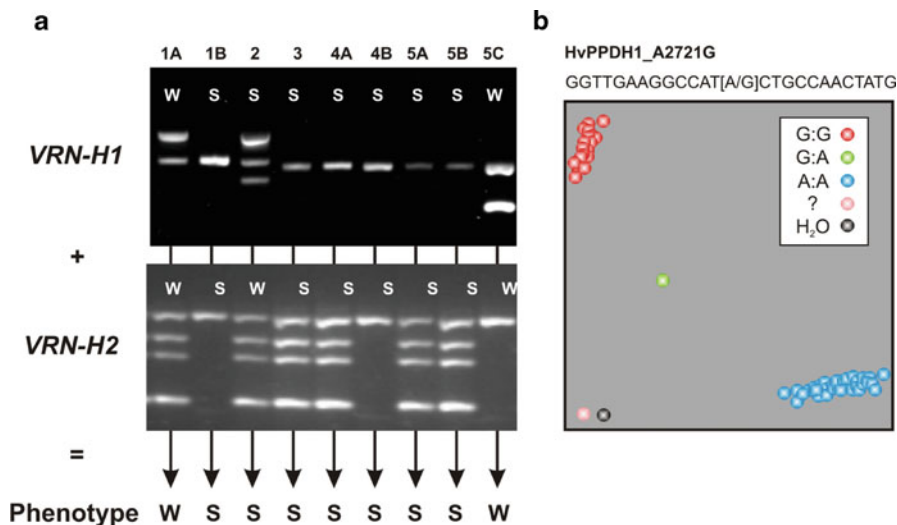 a
1A 1B 2 3 4A 4B 5A 5B 5C
VRN-H1
W S S S S S S S W
+
VRN-H2
W S W S S S S S W
=
Phenotype W S S S S S S S W
b
HvPPDH1_A2721G
GGTTGAAGGCCAT[A/G]CTGCCAACTATG
G:G
G:A
A:A
?
H₂O